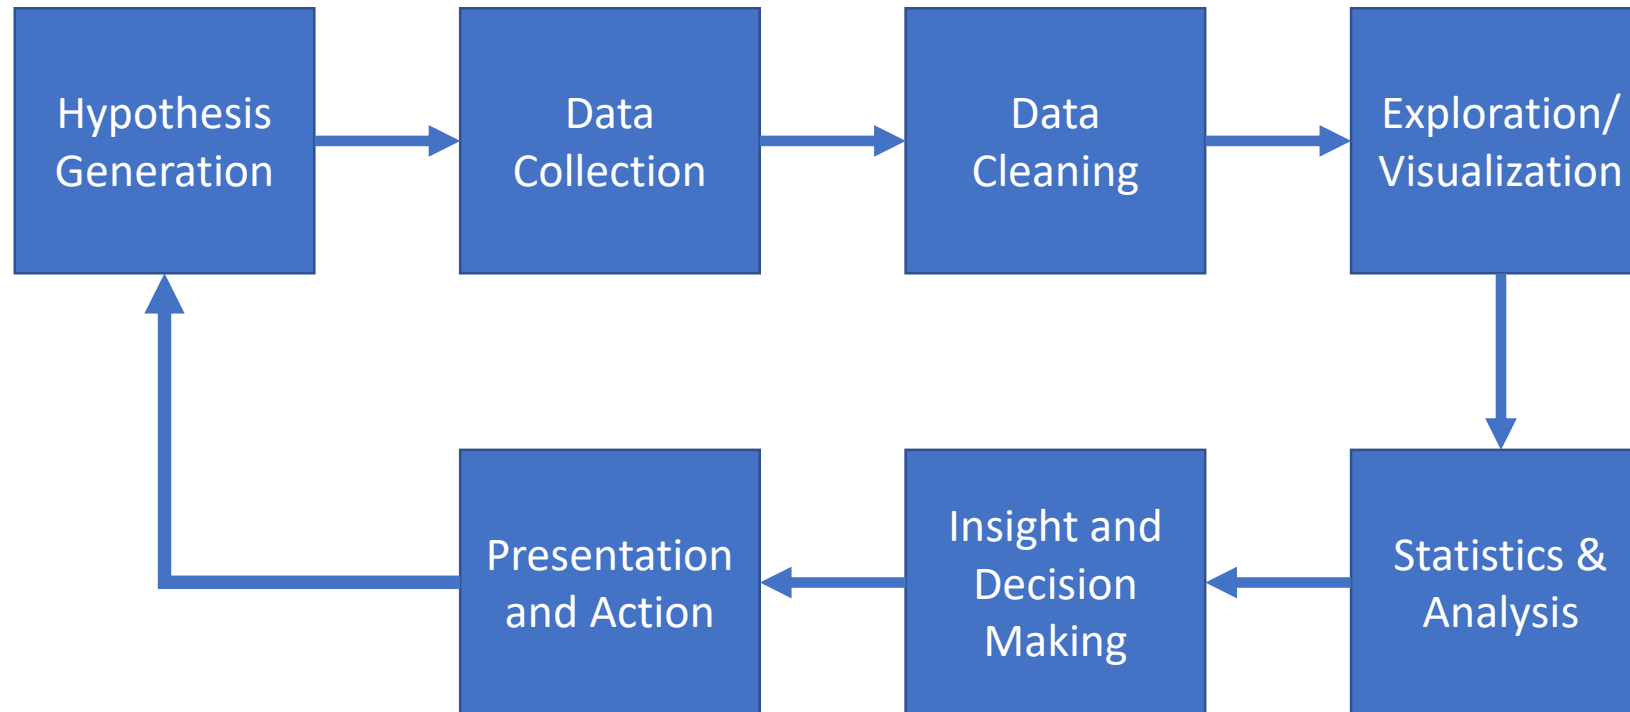 Hypothesis
Generation
Data
Collection
Data
Cleaning
Exploration/
Visualization
Statistics &
Analysis
Insight and
Decision
Making
Presentation
and Action